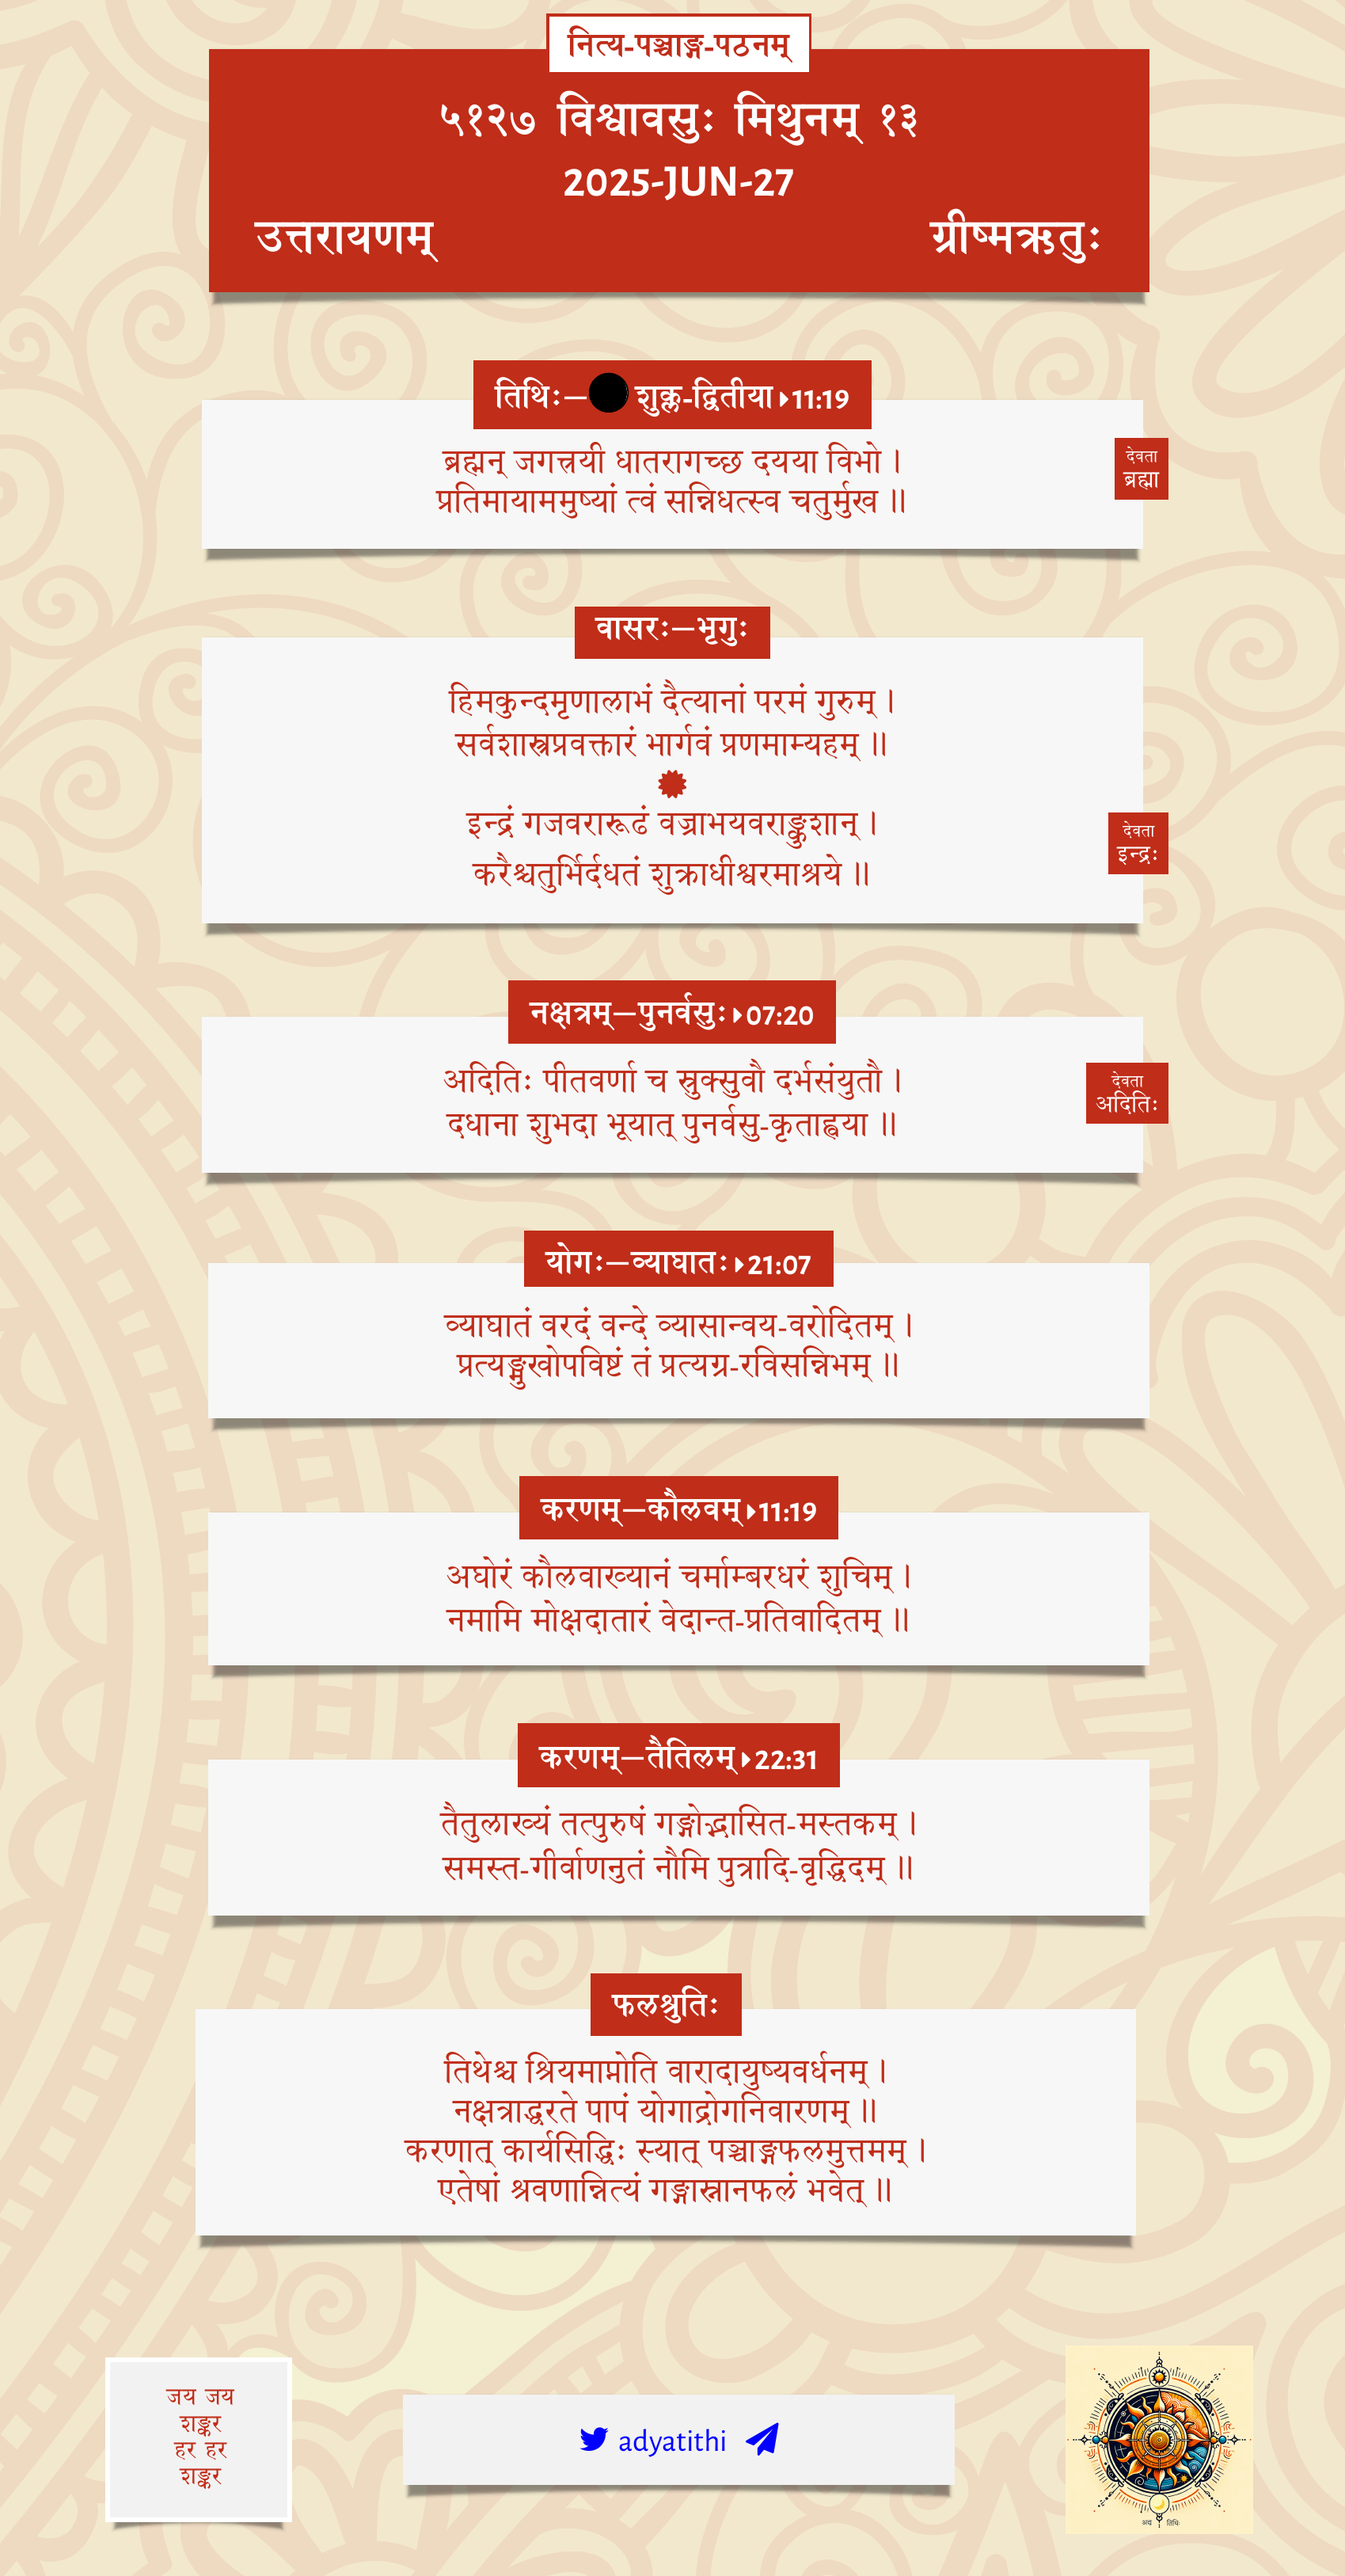 नित्य-पञ्चाङ्ग-पठनम्
५१२७ विश्वावसुः मिथुनम् १३
2025-JUN-27
उत्तरायणम् ग्रीष्मऋतुः
तिथिः— शुक्ल-द्वितीया 11:19
ब्रह्मन् जगत्त्रयी धातरागच्छ दयया विभो ।
प्रतिमायाममुष्यां त्वं सन्निधत्स्व चतुर्मुख ॥
देवता
ब्रह्मा
वासरः—भृगुः
हिमकुन्दमृणालाभं दैत्यानां परमं गुरुम् ।
सर्वशास्त्रप्रवक्तारं भार्गवं प्रणमाम्यहम् ॥
इन्द्रं गजवरारूढं वज्राभयवराङ्कुशान् ।
करैश्चतुर्भिर्दधतं शुक्राधीश्वरमाश्रये ॥
देवता
इन्द्रः
नक्षत्रम्—पुनर्वसुः 07:20
अदितिः पीतवर्णा च स्रुक्स्रुवौ दर्भसंयुतौ ।
दधाना शुभदा भूयात् पुनर्वसु-कृताह्वया ॥
देवता
अदितिः
योगः—व्याघातः 21:07
व्याघातं वरदं वन्दे व्यासान्वय-वरोदितम् ।
प्रत्यङ्मुखोपविष्टं तं प्रत्यग्र-रविसन्निभम् ॥
करणम्—कौलवम् 11:19
अघोरं कौलवाख्यानं चर्माम्बरधरं शुचिम् ।
नमामि मोक्षदातारं वेदान्त-प्रतिवादितम् ॥
करणम्—तैतिलम् 22:31
तैतुलाख्यं तत्पुरुषं गङ्गोद्भासित-मस्तकम् ।
समस्त-गीर्वाणनुतं नौमि पुत्रादि-वृद्धिदम् ॥
फलश्रुतिः
तिथेश्च श्रियमाप्नोति वारादायुष्यवर्धनम् ।
नक्षत्राद्धरते पापं योगाद्रोगनिवारणम् ॥
करणात् कार्यसिद्धिः स्यात् पञ्चाङ्गफलमुत्तमम् ।
एतेषां श्रवणान्नित्यं गङ्गास्नानफलं भवेत् ॥
जय जय
शङ्कर
हर हर
शङ्कर
adyatithi
अद्य तिथिः